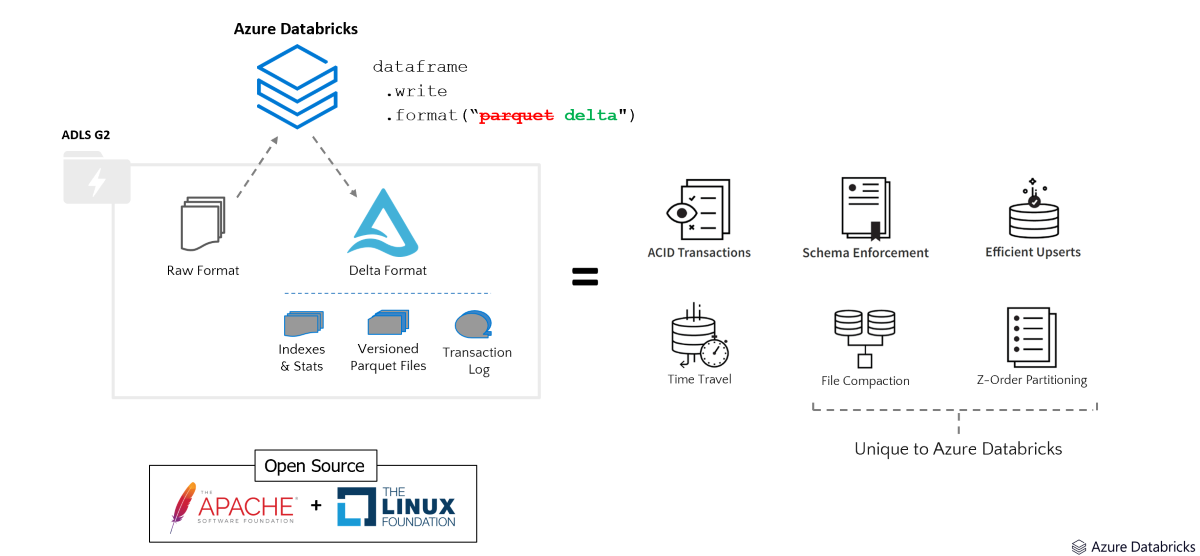 Azure Databricks
dataframe
.write
.format(“parquet delta")
ADLS G2
Raw Format
Delta Format
Indexes
& Stats
Versioned
Parquet Files
Transaction
Log
=
ACID Transactions
Schema Enforcement
Efficient Upserts
Time Travel
File Compaction
Z-Order Partitioning
Unique to Azure Databricks
Open Source
THE
APACHE®
SOFTWARE FOUNDATION
+
THE
LINUX
FOUNDATION
Azure Databricks